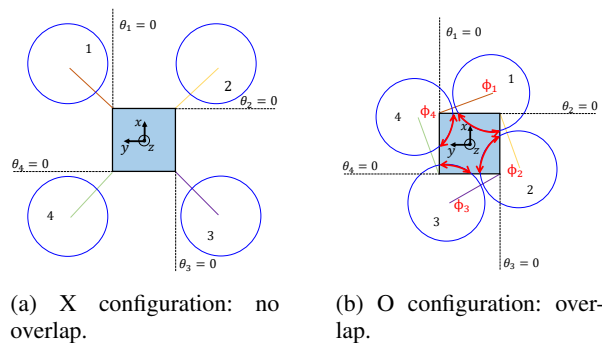 θ₁ = 0
1
2
θ₂ = 0
x
y
z
θ₄ = 0
4
3
θ₃ = 0
θ₁ = 0
ϕ₁
1
θ₂ = 0
ϕ₄
4
x
y
z
θ₄ = 0
ϕ₂
2
ϕ₃
3
θ₃ = 0
(a) X configuration: no
overlap.
(b) O configuration: over-
lap.